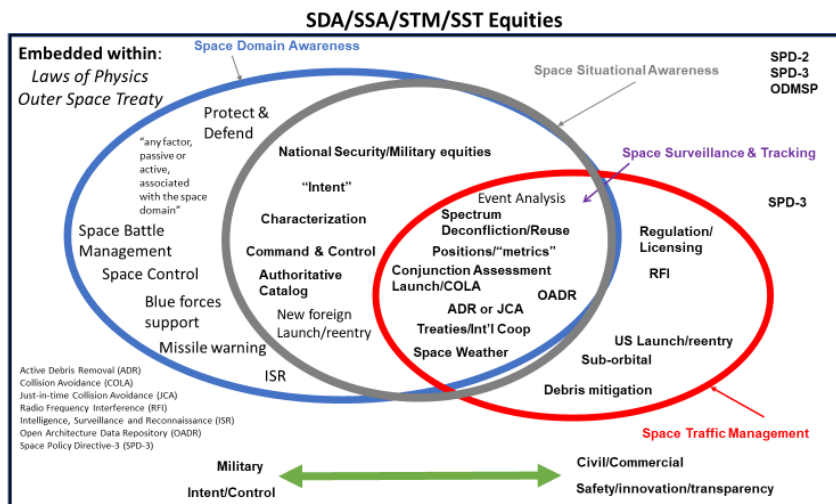 SDA/SSA/STM/SST Equities
Embedded within:
Laws of Physics
Outer Space Treaty
Space Domain Awareness
Space Situational Awareness
SPD-2
SPD-3
ODMSP
Protect &
Defend
"any factor,
passive or
active,
associated
with the space
domain"
National Security/Military equities
Space Surveillance & Tracking
"Intent"
Event Analysis
SPD-3
Characterization
Spectrum
Deconfliction/Reuse
Space Battle
Management
Regulation/
Licensing
Command & Control
Positions/"metrics"
Space Control
Authoritative
Catalog
Conjunction Assessment
Launch/COLA
RFI
OADR
Blue forces
support
New foreign
Launch/reentry
ADR or JCA
Treaties/Int'l Coop
Missile warning
Space Weather
US Launch/reentry
Sub-orbital
ISR
Debris mitigation
Active Debris Removal (ADR)
Collision Avoidance (COLA)
Just-in-time Collision Avoidance (JCA)
Radio Frequency Interference (RFI)
Intelligence, Surveillance and Reconnaissance (ISR)
Open Architecture Data Repository (OADR)
Space Policy Directive-3 (SPD-3)
Space Traffic Management
Military
Intent/Control
Civil/Commercial
Safety/innovation/transparency